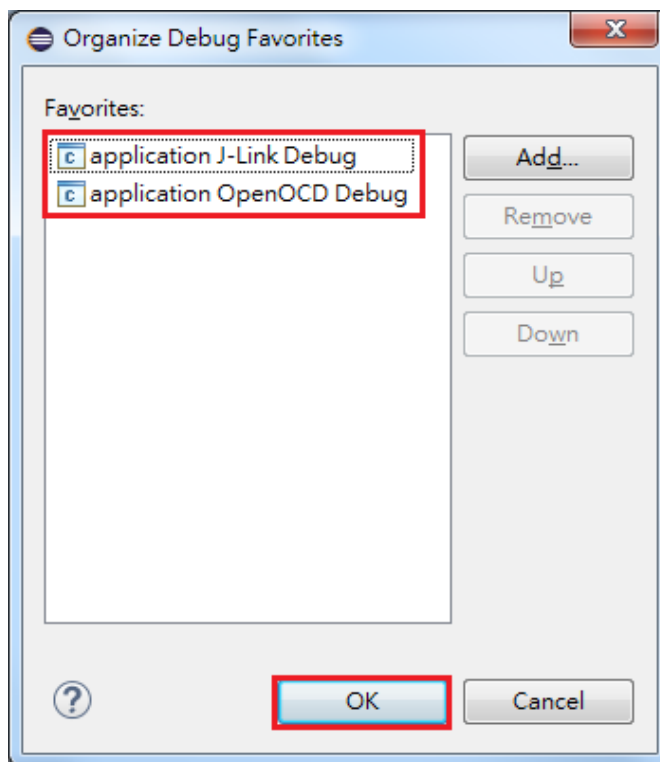 Organize Debug Favorites
Favorites:
application J-Link Debug
application OpenOCD Debug
Add...
Remove
Up
Down
OK
Cancel